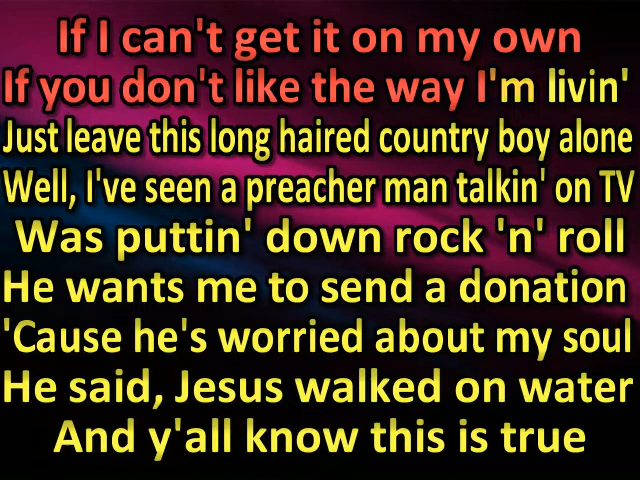 If I can't get it on my own
If you don't like the way I'm livin'
Just leave this long haired country boy alone
Well, I've seen a preacher man talkin' on TV
Was puttin' down rock 'n' roll
He wants me to send a donation
'Cause he's worried about my soul
He said, Jesus walked on water
And y'all know this is true